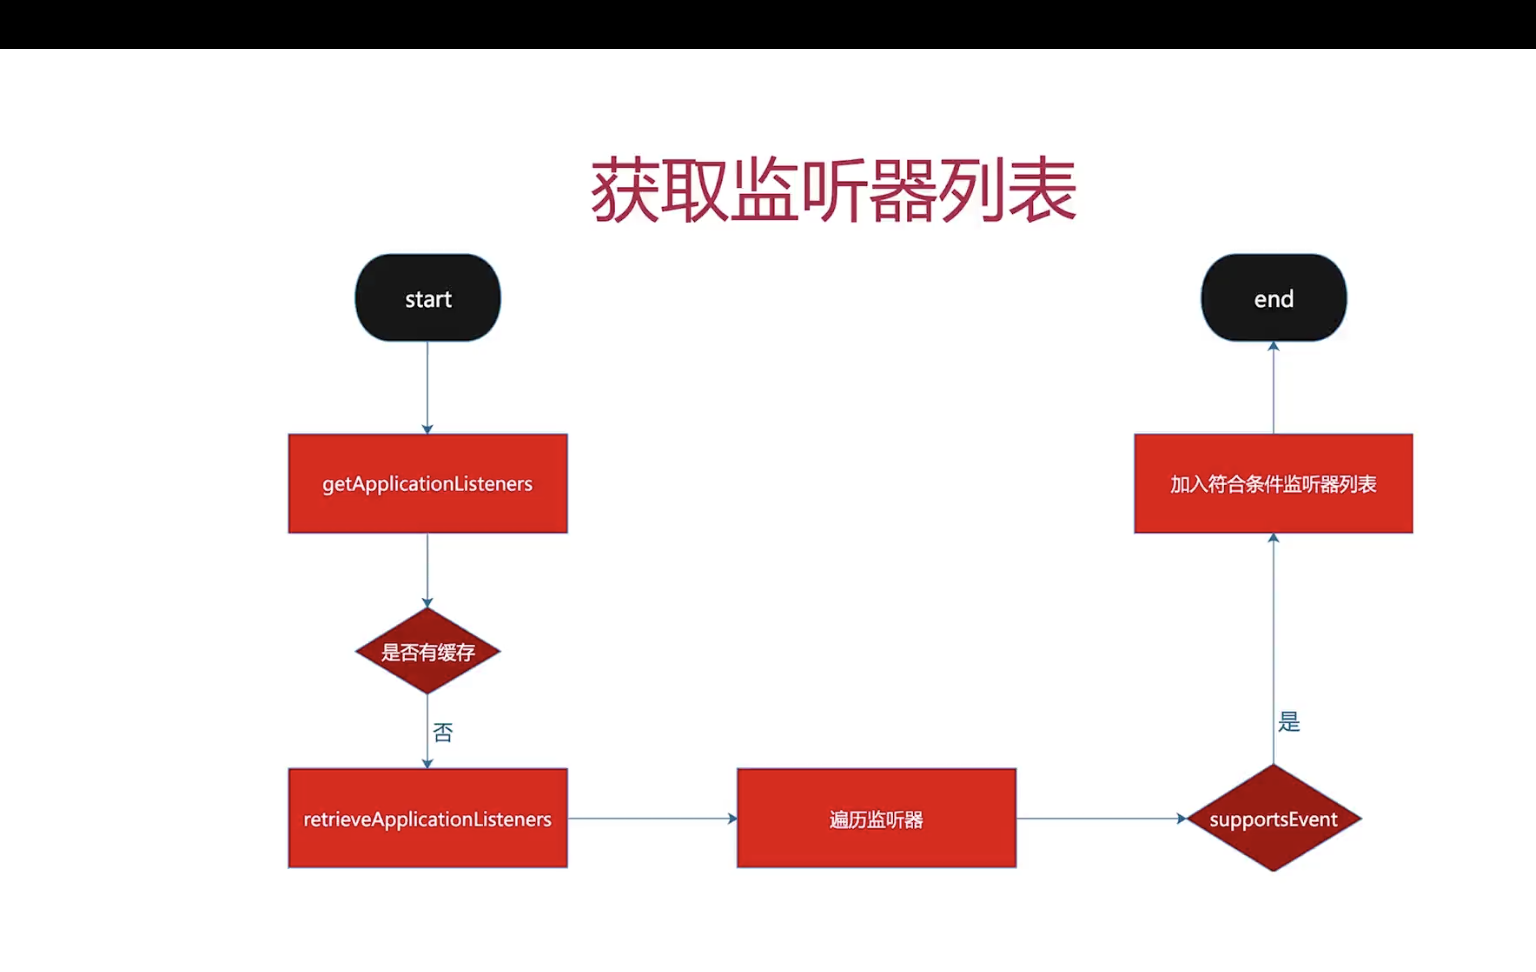 获取监听器列表
start
end
getApplicationListeners
加入符合条件监听器列表
是否有缓存
否
是
retrieveApplicationListeners
遍历监听器
supportsEvent